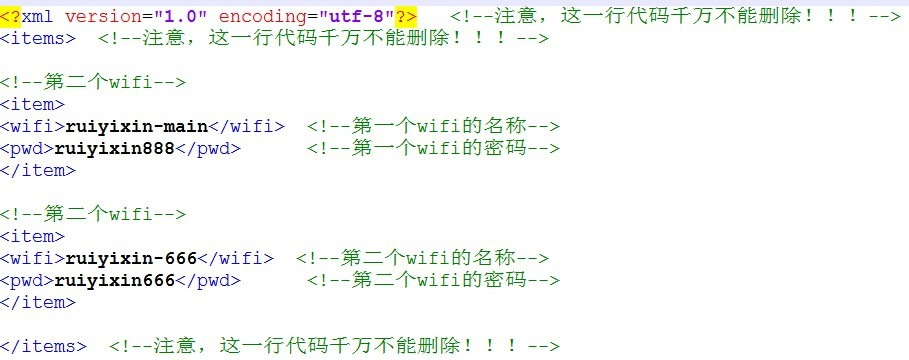 <?xml version="1.0" encoding="utf-8"?>   <!--注意，这一行代码千万不能删除！！！-->
<items>  <!--注意，这一行代码千万不能删除！！！-->
<!--第二个wifi-->
<item>
<wifi>ruiyixin-main</wifi>  <!--第一个wifi的名称-->
<pwd>ruiyixin888</pwd>      <!--第一个wifi的密码-->
</item>
<!--第二个wifi-->
<item>
<wifi>ruiyixin-666</wifi>  <!--第二个wifi的名称-->
<pwd>ruiyixin666</pwd>      <!--第二个wifi的密码-->
</item>
</items>  <!--注意，这一行代码千万不能删除！！！-->